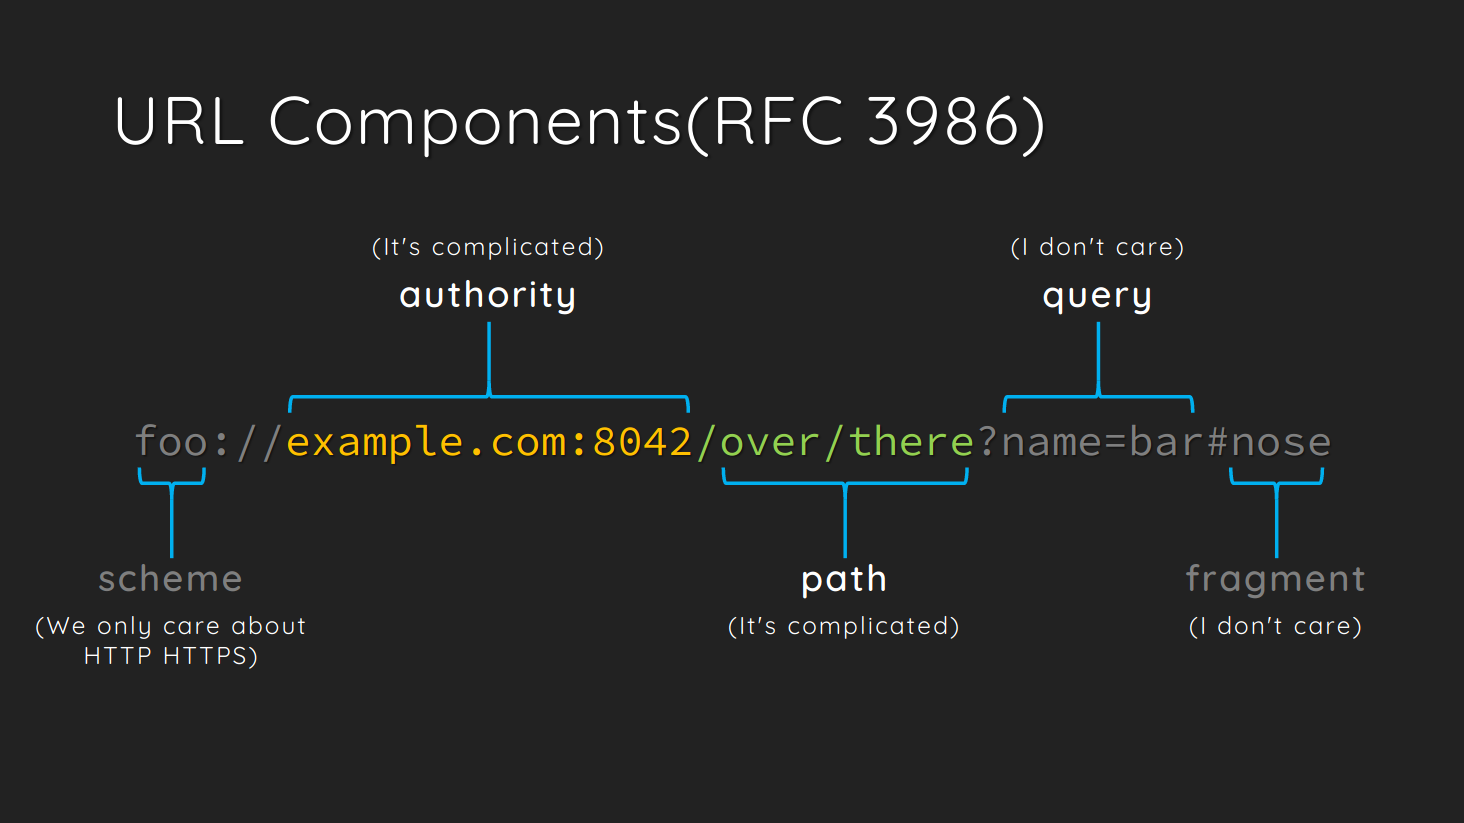 URL Components(RFC 3986)
(It's complicated)
(I don't care)
authority
query
foo://example.com:8042/over/there?name=bar#nose
scheme
path
fragment
(We only care about
HTTP HTTPS)
(It's complicated)
(I don't care)